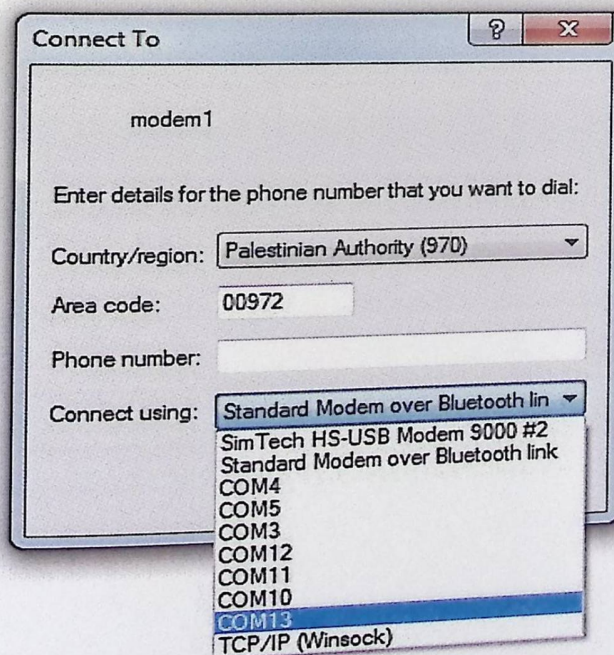 Connect To
modem1
Enter details for the phone number that you want to dial:
Country/region: Palestinian Authority (970)
Area code: 00972
Phone number:
Connect using: Standard Modem over Bluetooth lin
SimTech HS-USB Modem 9000 #2
Standard Modem over Bluetooth link
COM4
COM5
COM3
COM12
COM11
COM10
COM13
TCP/IP (Winsock)